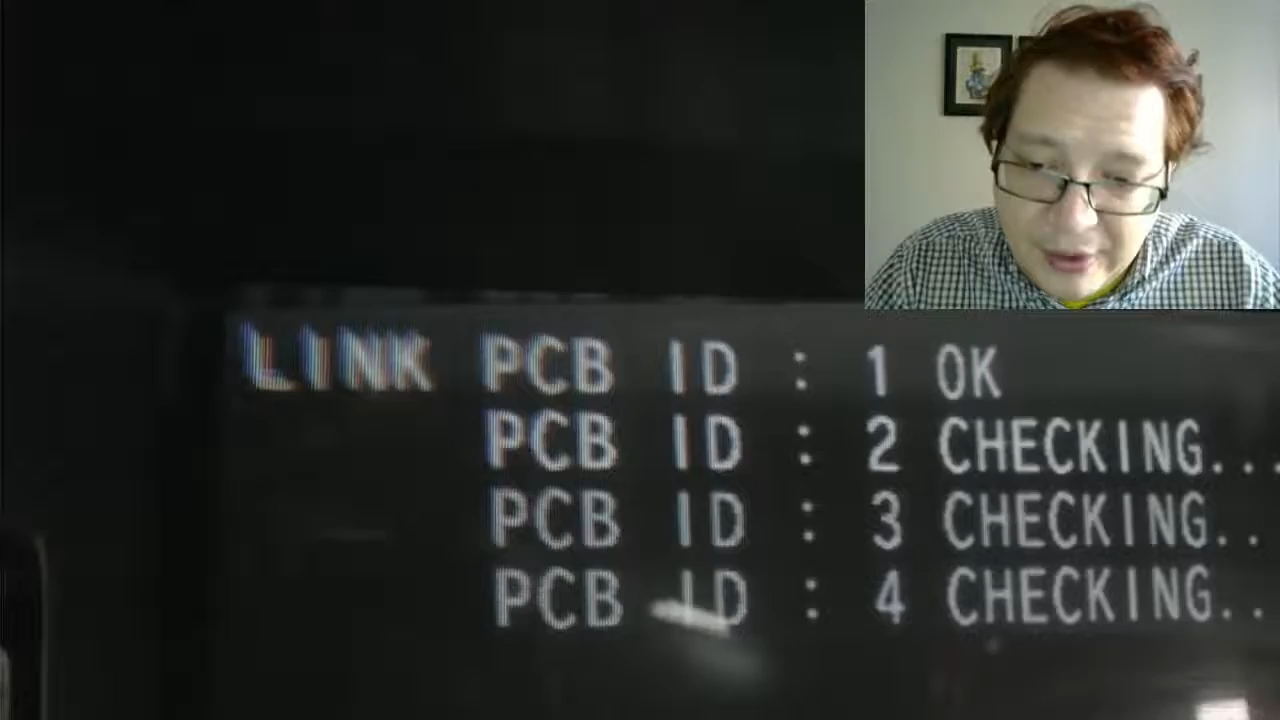 LINK PCB ID : 1 OK
PCB ID : 2 CHECKING...
PCB ID : 3 CHECKING..
PCB ID : 4 CHECKING..